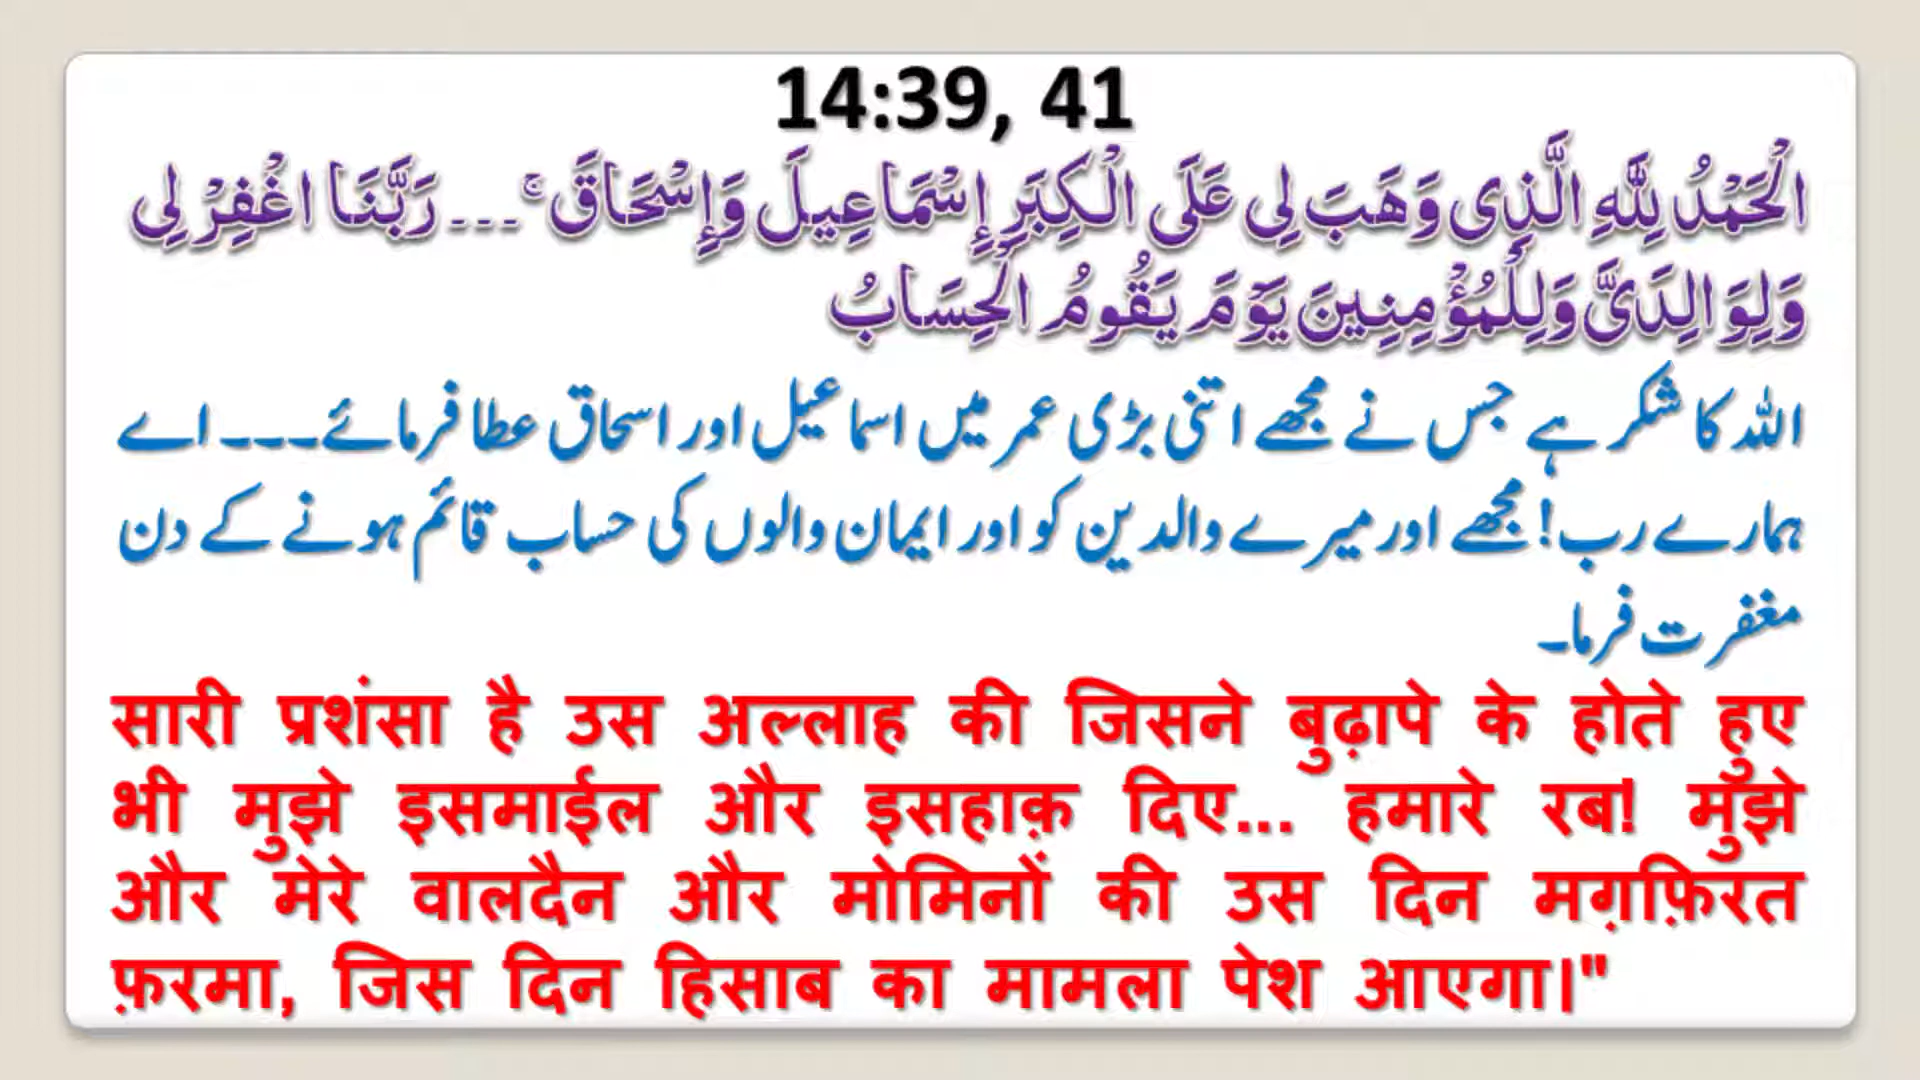 14:39, 41
الْحَمْدُ لِلَّهِ الَّذِى وَهَبَ لِى عَلَى الْكِبَرِ إِسْمَاعِيلَ وَإِسْحَاقَ ۚ --- رَبَّنَا اغْفِرْ لِى
وَلِوَالِدَىَّ وَلِلْمُؤْمِنِينَ يَوْمَ يَقُومُ الْحِسَابُ
اللہ کا شکر ہے جس نے مجھے اتنی بڑی عمر میں اسماعیل اور اسحاق عطا فرمائے۔۔۔ اے
ہمارے رب! مجھے اور میرے والدین کو اور ایمان والوں کی حساب قائم ہونے کے دن
مغفرت فرما۔
सारी प्रशंसा है उस अल्लाह की जिसने बुढ़ापे के होते हुए
भी मुझे इसमाईल और इसहाक़ दिए... हमारे रब! मुझे
और मेरे वालदैन और मोमिनों की उस दिन मग़फ़िरत
फ़रमा, जिस दिन हिसाब का मामला पेश आएगा।"